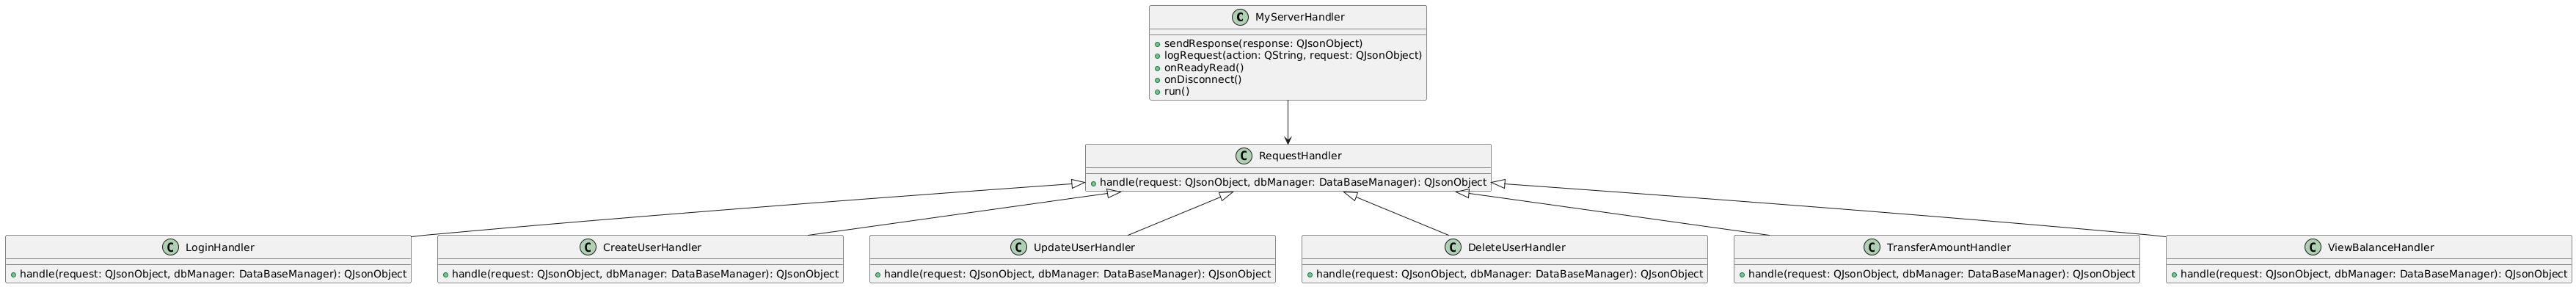 C MyServerHandler
sendResponse(response: QJsonObject)
logRequest(action: QString, request: QJsonObject)
onReadyRead()
onDisconnect()
run()
C RequestHandler
handle(request: QJsonObject, dbManager: DataBaseManager): QJsonObject
C LoginHandler
handle(request: QJsonObject, dbManager: DataBaseManager): QJsonObject
C CreateUserHandler
handle(request: QJsonObject, dbManager: DataBaseManager): QJsonObject
C UpdateUserHandler
handle(request: QJsonObject, dbManager: DataBaseManager): QJsonObject
C DeleteUserHandler
handle(request: QJsonObject, dbManager: DataBaseManager): QJsonObject
C TransferAmountHandler
handle(request: QJsonObject, dbManager: DataBaseManager): QJsonObject
C ViewBalanceHandler
handle(request: QJsonObject, dbManager: DataBaseManager): QJsonObject